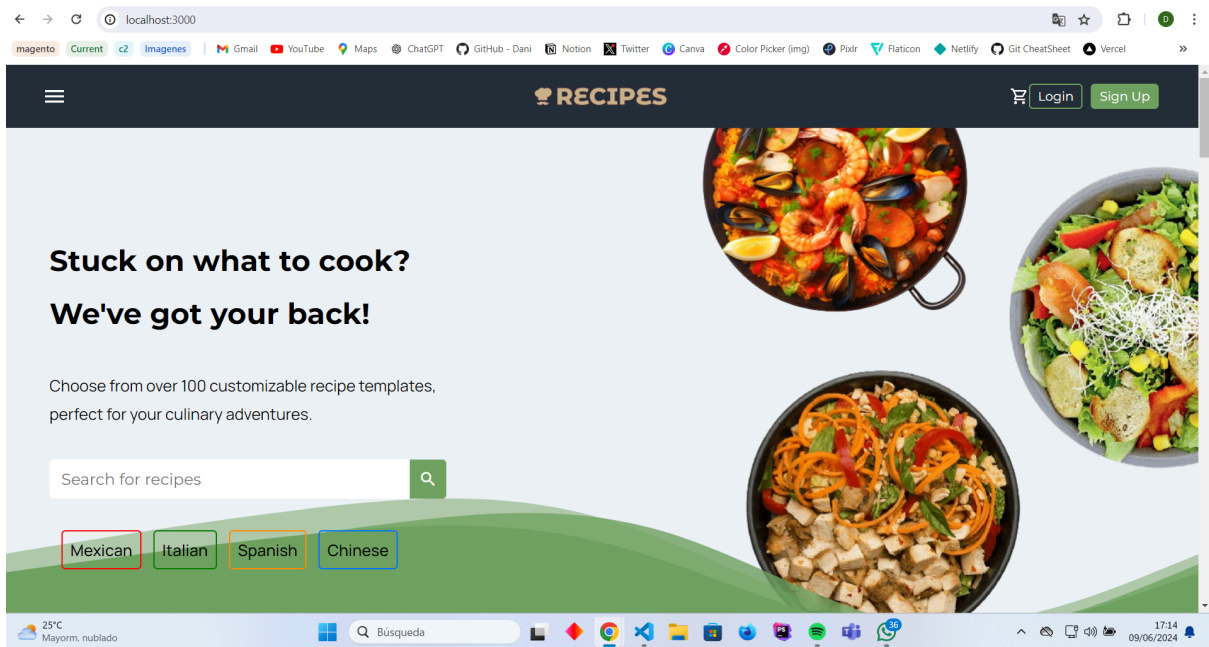 localhost:3000
magento Current c2 Imagenes Gmail YouTube Maps ChatGPT GitHub - Dani Notion Twitter Canva Color Picker (img) Pixlr Flaticon Netlify Git CheatSheet Vercel »
RECIPES
Login Sign Up
Stuck on what to cook?
We've got your back!
Choose from over 100 customizable recipe templates,
perfect for your culinary adventures.
Search for recipes
Mexican Italian Spanish Chinese
25°C
Mayorm. nublado
Búsqueda
36
17:14
09/06/2024